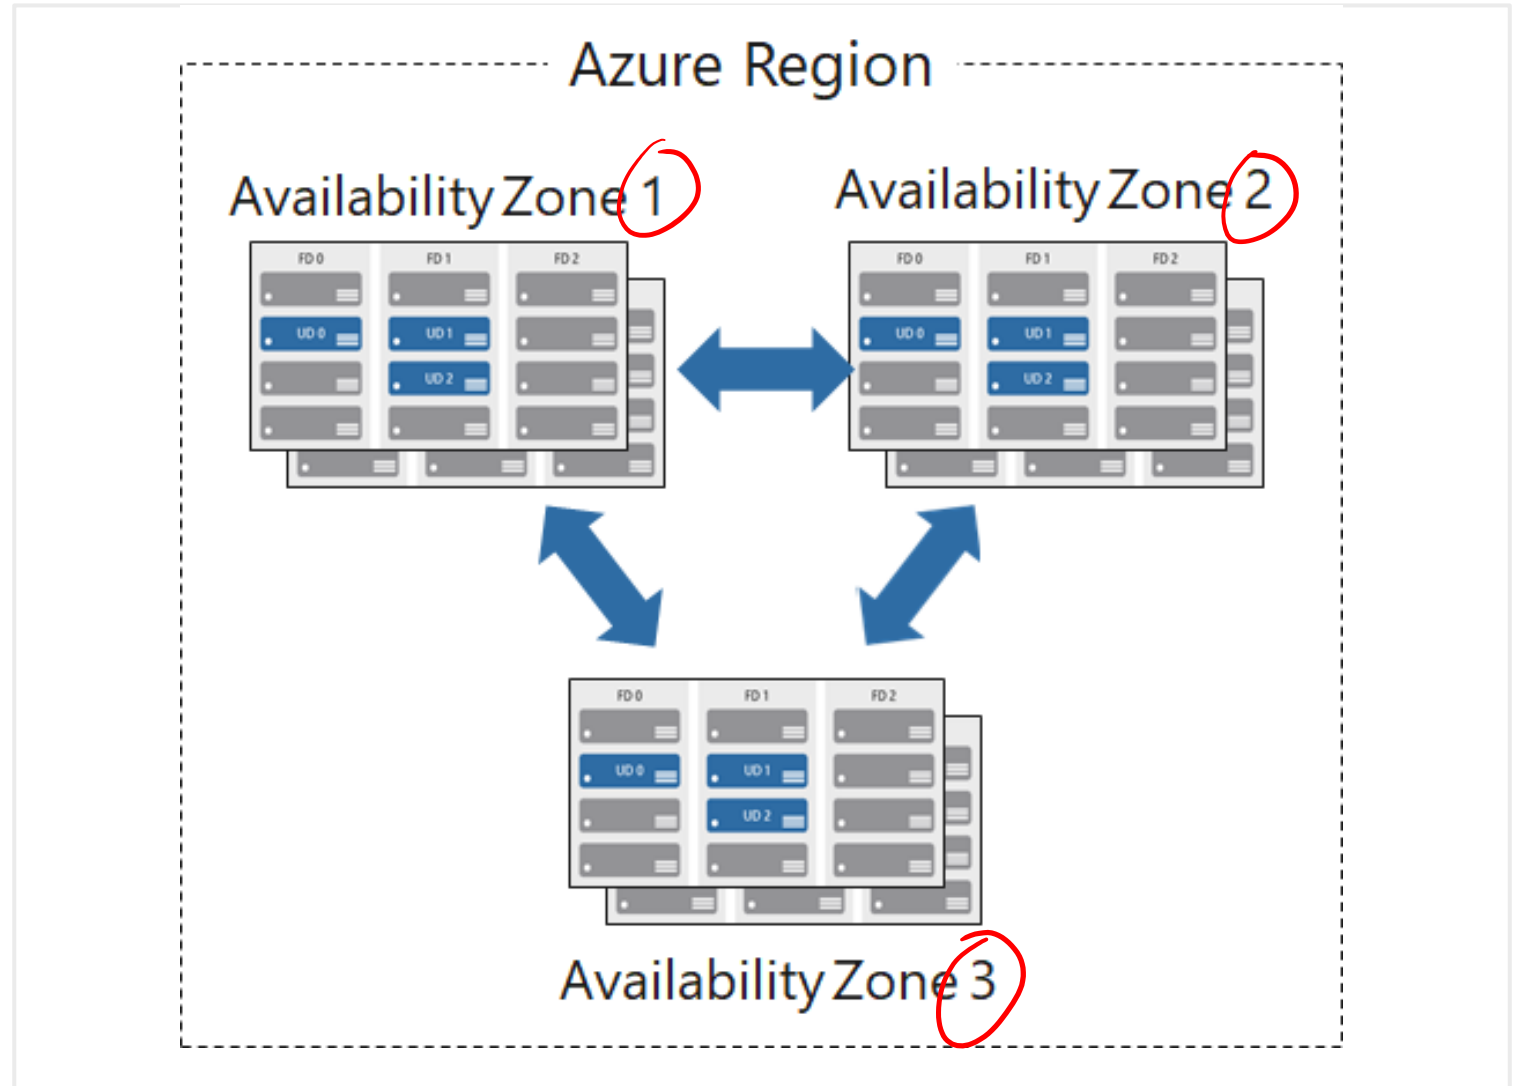 Azure Region
Availability Zone 1
FD 0 FD 1 FD 2
UD 0 UD 1
UD 2
Availability Zone 2
FD 0 FD 1 FD 2
UD 0 UD 1
UD 2
FD 0 FD 1 FD 2
UD 0 UD 1
UD 2
Availability Zone 3